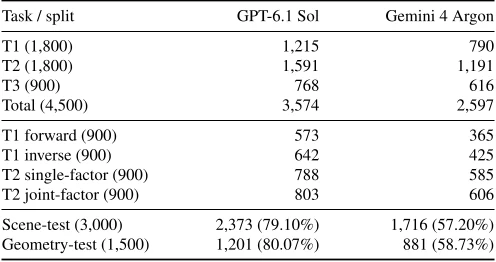 Task / split GPT-6.1 Sol Gemini 4 Argon
T1 (1,800) 1,215 790
T2 (1,800) 1,591 1,191
T3 (900) 768 616
Total (4,500) 3,574 2,597
T1 forward (900) 573 365
T1 inverse (900) 642 425
T2 single-factor (900) 788 585
T2 joint-factor (900) 803 606
Scene-test (3,000) 2,373 (79.10%) 1,716 (57.20%)
Geometry-test (1,500) 1,201 (80.07%) 881 (58.73%)